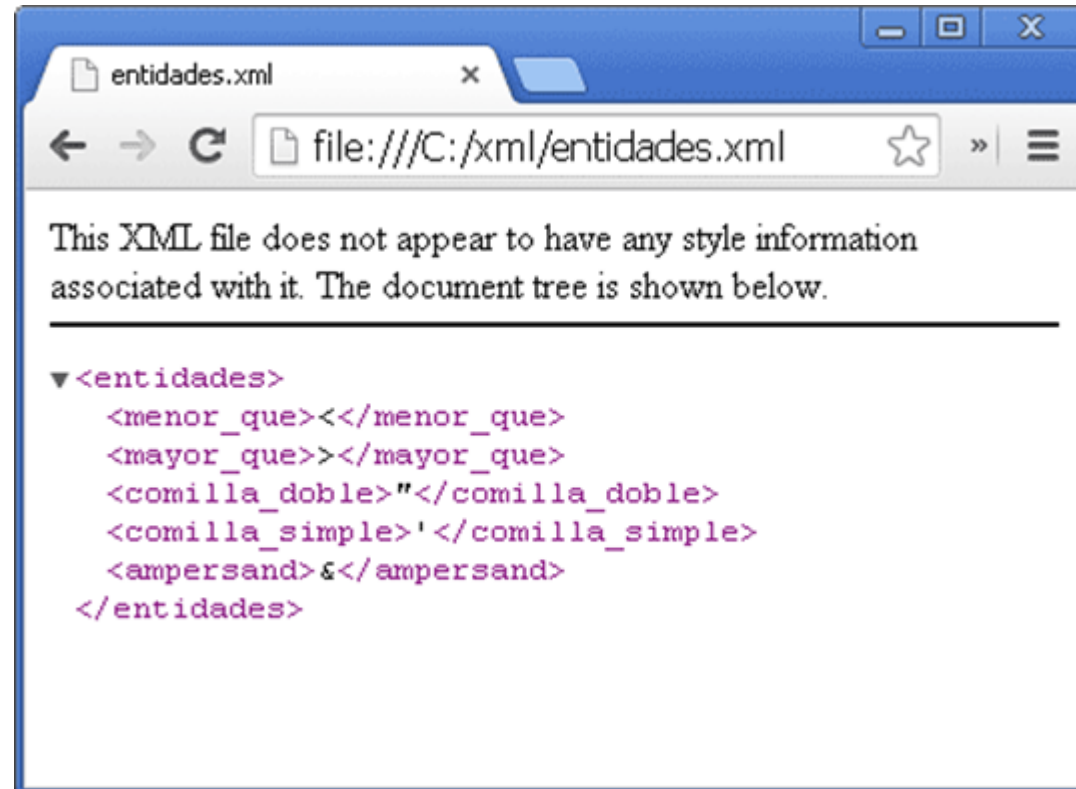 entidades.xml
file:///C:/xml/entidades.xml
This XML file does not appear to have any style information
associated with it. The document tree is shown below.
<entidades>
<menor_que><</menor_que>
<mayor_que>></mayor_que>
<comilla_doble>"</comilla_doble>
<comilla_simple>'</comilla_simple>
<ampersand>&</ampersand>
</entidades>